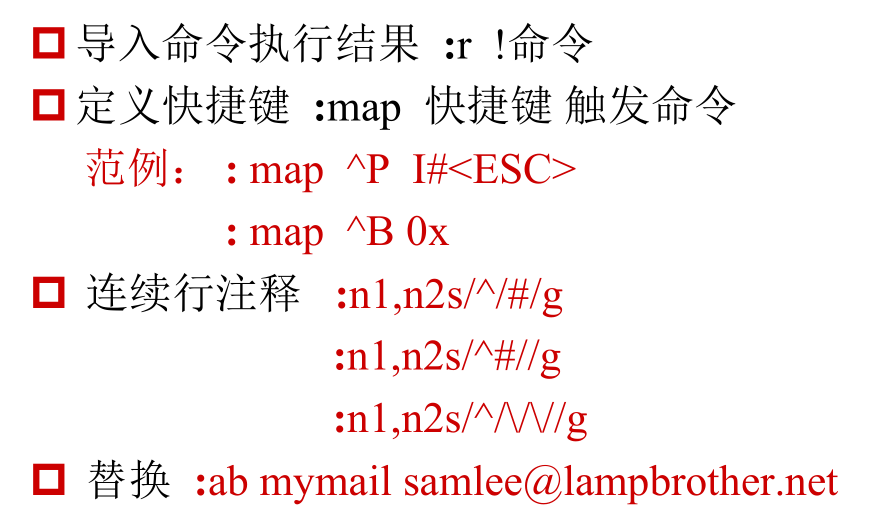 导入命令执行结果 :r !命令
定义快捷键 :map 快捷键 触发命令
范例： : map ^P I#<ESC>
: map ^B 0x
连续行注释 :n1,n2s/^/#/g
:n1,n2s/^#//g
:n1,n2s/^/\/\//g
替换 :ab mymail samlee@lampbrother.net